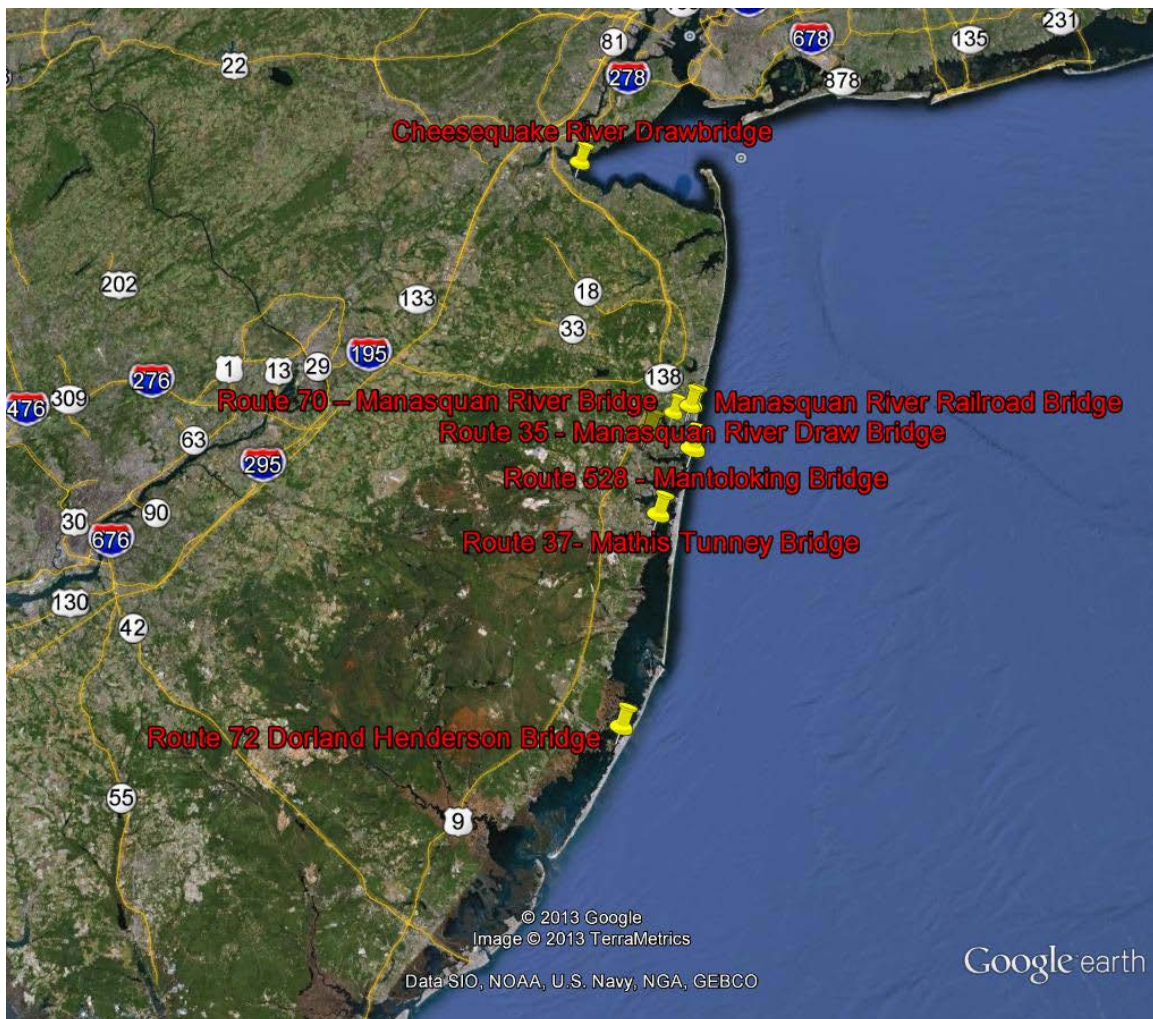 81
231
678
135
22
278
878
Cheesequake River Drawbridge
202
133
18
33
195
138
1
13
29
276
309
476
Route 70 – Manasquan River Bridge
Manasquan River Railroad Bridge
Route 35 - Manasquan River Draw Bridge
63
295
Route 528 - Mantoloking Bridge
90
30
676
Route 37- Mathis Tunney Bridge
130
42
Route 72 Dorland Henderson Bridge
55
9
© 2013 Google
Image © 2013 TerraMetrics
Data SIO, NOAA, U.S. Navy, NGA, GEBCO
Google earth